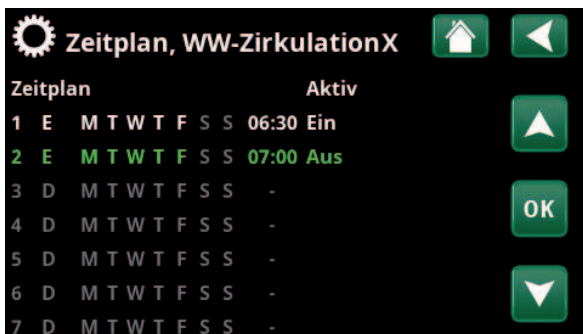 Zeitplan, WW-ZirkulationX
Zeitplan Aktiv
1 E M T W T F S S 06:30 Ein
2 E M T W T F S S 07:00 Aus
3 D M T W T F S S -
4 D M T W T F S S -
OK
5 D M T W T F S S -
6 D M T W T F S S -
7 D M T W T F S S -